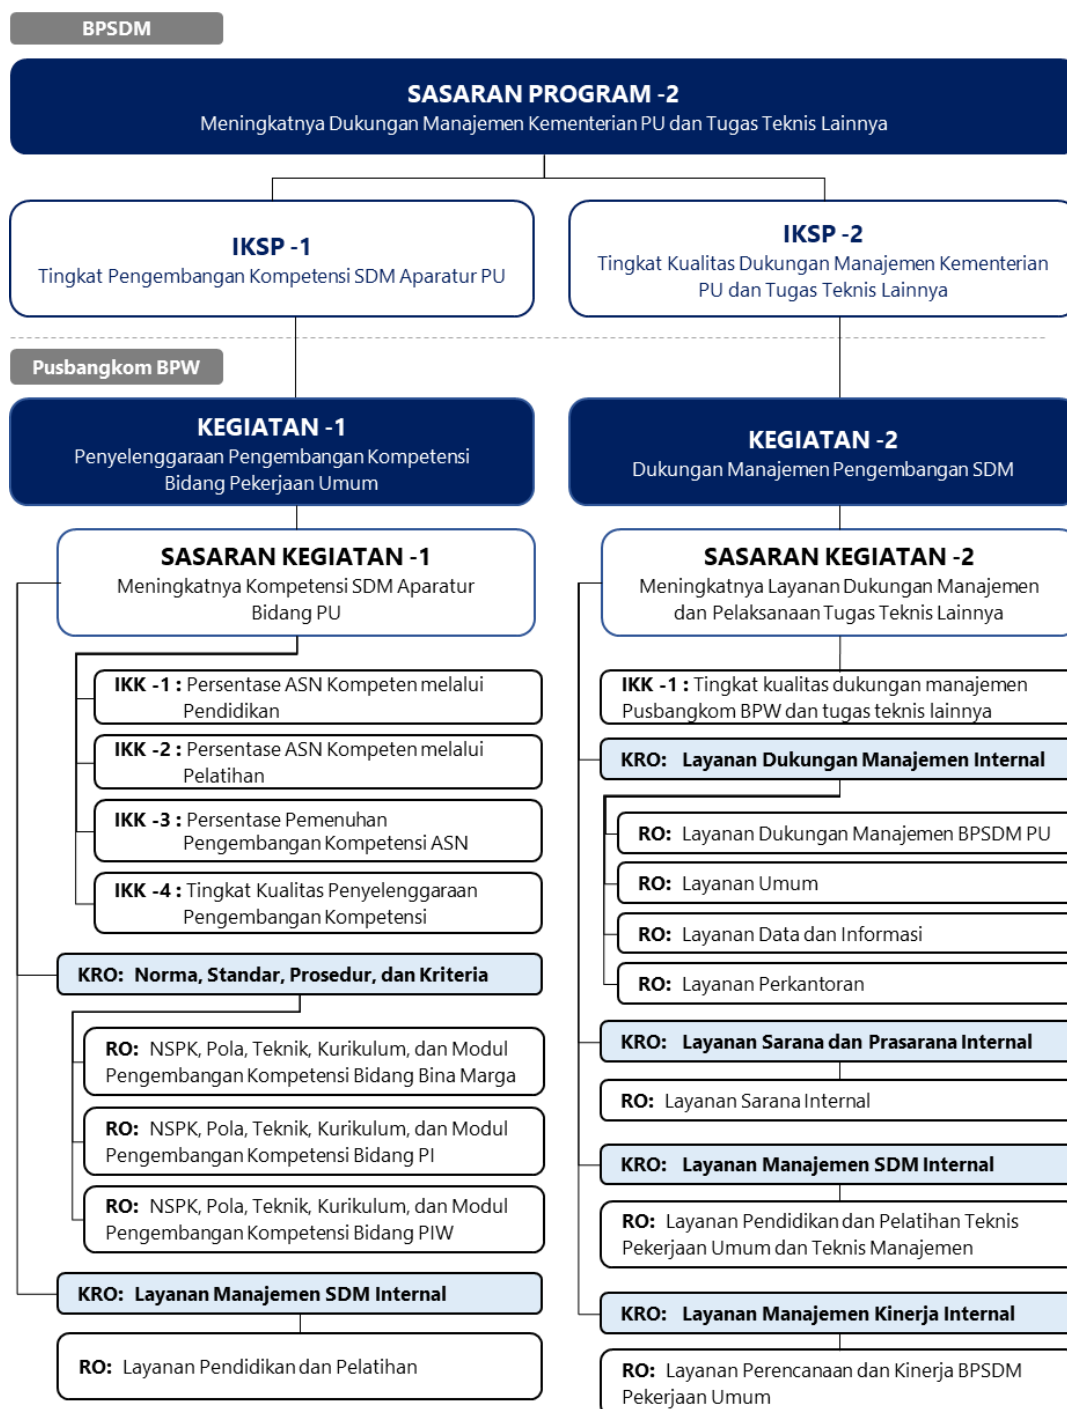 BPSDM
SASARAN PROGRAM -2
Meningkatnya Dukungan Manajemen Kementerian PU dan Tugas Teknis Lainnya
IKSP -1
Tingkat Pengembangan Kompetensi SDM Aparatur PU
IKSP -2
Tingkat Kualitas Dukungan Manajemen Kementerian
PU dan Tugas Teknis Lainnya
Pusbangkom BPW
KEGIATAN -1
Penyelenggaraan Pengembangan Kompetensi
Bidang Pekerjaan Umum
SASARAN KEGIATAN -1
Meningkatnya Kompetensi SDM Aparatur
Bidang PU
IKK -1 : Persentase ASN Kompeten melalui
Pendidikan
IKK -2 : Persentase ASN Kompeten melalui
Pelatihan
IKK -3 : Persentase Pemenuhan
Pengembangan Kompetensi ASN
IKK -4 : Tingkat Kualitas Penyelenggaraan
Pengembangan Kompetensi
KRO: Norma, Standar, Prosedur, dan Kriteria
RO: NSPK, Pola, Teknik, Kurikulum, dan Modul
Pengembangan Kompetensi Bidang Bina Marga
RO: NSPK, Pola, Teknik, Kurikulum, dan Modul
Pengembangan Kompetensi Bidang PI
RO: NSPK, Pola, Teknik, Kurikulum, dan Modul
Pengembangan Kompetensi Bidang PIW
KRO: Layanan Manajemen SDM Internal
RO: Layanan Pendidikan dan Pelatihan
KEGIATAN -2
Dukungan Manajemen Pengembangan SDM
SASARAN KEGIATAN -2
Meningkatnya Layanan Dukungan Manajemen
dan Pelaksanaan Tugas Teknis Lainnya
IKK -1 : Tingkat kualitas dukungan manajemen
Pusbangkom BPW dan tugas teknis lainnya
KRO: Layanan Dukungan Manajemen Internal
RO: Layanan Dukungan Manajemen BPSDM PU
RO: Layanan Umum
RO: Layanan Data dan Informasi
RO: Layanan Perkantoran
KRO: Layanan Sarana dan Prasarana Internal
RO: Layanan Sarana Internal
KRO: Layanan Manajemen SDM Internal
RO: Layanan Pendidikan dan Pelatihan Teknis
Pekerjaan Umum dan Teknis Manajemen
KRO: Layanan Manajemen Kinerja Internal
RO: Layanan Perencanaan dan Kinerja BPSDM
Pekerjaan Umum